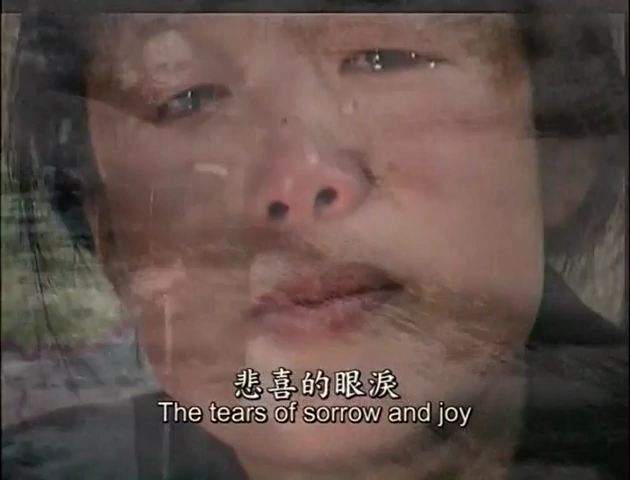 悲喜的眼淚
The tears of sorrow and joy